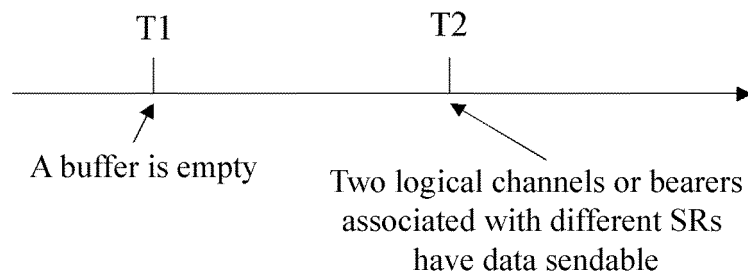 T1
T2
A buffer is empty
Two logical channels or bearers
associated with different SRs
have data sendable